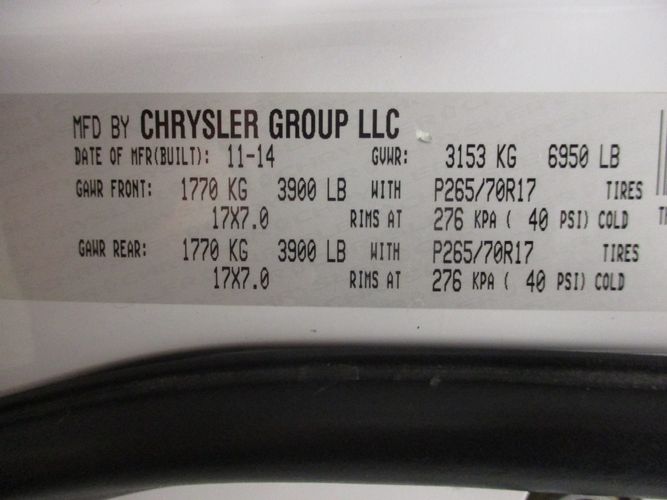 MFD BY CHRYSLER GROUP LLC
DATE OF MFR(BUILT): 11-14 GVWR: 3153 KG 6950 LB
GAWR FRONT: 1770 KG 3900 LB WITH P265/70R17 TIRES
17X7.0 RIMS AT 276 KPA ( 40 PSI) COLD
GAWR REAR: 1770 KG 3900 LB WITH P265/70R17 TIRES
17X7.0 RIMS AT 276 KPA ( 40 PSI) COLD